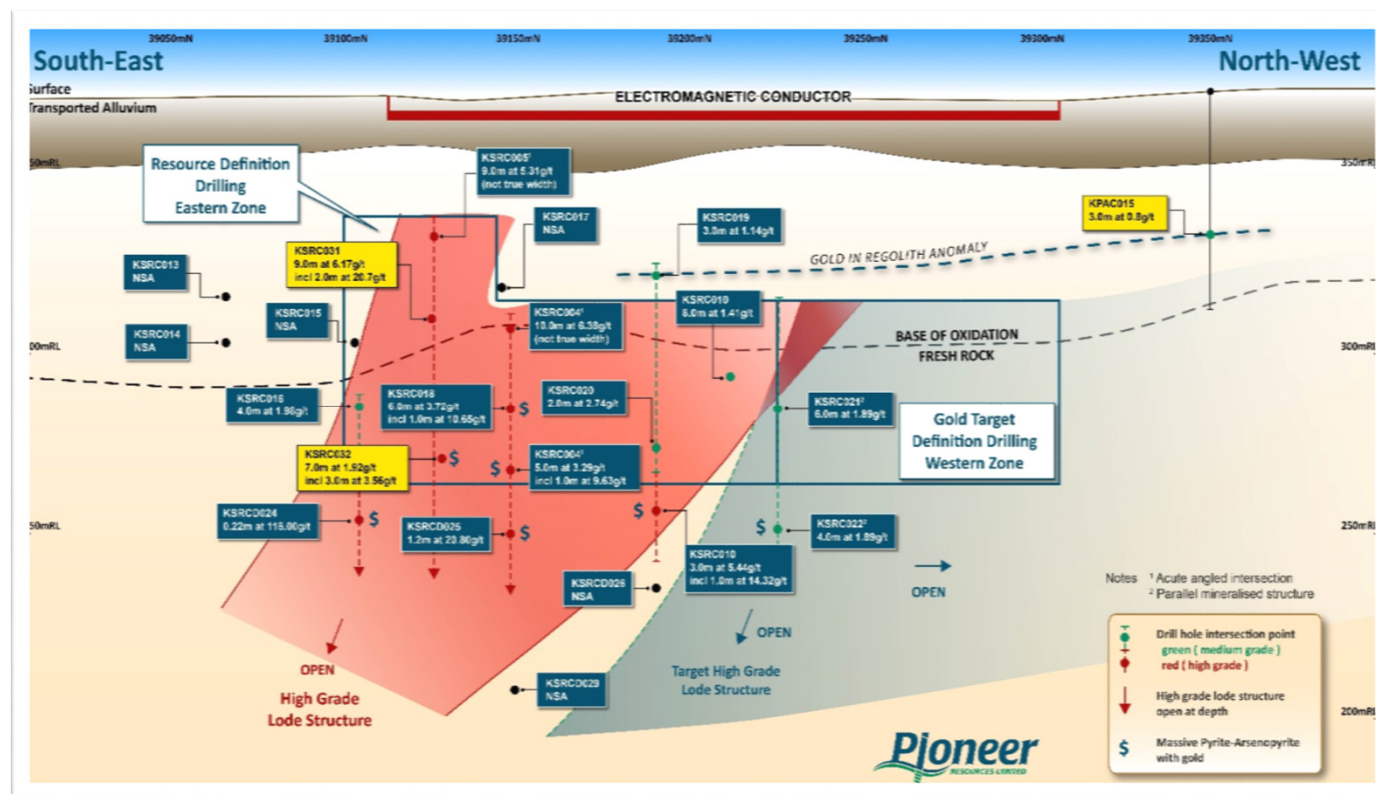 39050mN 39100mN 39150mN 39200mN 39250mN 39300mN 39350mN
South-East
North-West
Surface
Transported Alluvium
ELECTROMAGNETIC CONDUCTOR
50mRL
350mRL
Resource Definition
Drilling
Eastern Zone
KSRC005¹
9.0m at 5.31g/t
(not true width)
KSRC017
NSA
KSRC019
3.0m at 1.14g/t
KPAC015
3.0m at 0.8g/t
GOLD IN REGOLITH ANOMALY
KSRC031
9.0m at 6.17g/t
incl 2.0m at 20.7g/t
KSRC013
NSA
KSRC015
NSA
KSRC014
NSA
KSRC004¹
10.0m at 6.38g/t
(not true width)
KSRC010
6.0m at 1.41g/t
BASE OF OXIDATION
FRESH ROCK
00mRL
300mRL
KSRC016
4.0m at 1.98g/t
KSRC018
6.0m at 3.72g/t
incl 1.0m at 10.65g/t
$
KSRC020
2.0m at 2.74g/t
KSRC021²
6.0m at 1.89g/t
Gold Target
Definition Drilling
Western Zone
KSRC032
7.0m at 1.92g/t
incl 3.0m at 3.56g/t
$
$
KSRC004¹
5.0m at 3.29g/t
incl 1.0m at 9.63g/t
KSRCD024
0.22m at 116.00g/t
$
KSRCD025
1.2m at 20.80g/t
$
$
KSRC010
3.0m at 5.44g/t
incl 1.0m at 14.32g/t
$
KSRC022²
4.0m at 1.89g/t
50mRL
250mRL
KSRCD026
NSA
OPEN
OPEN
OPEN
High Grade
Lode Structure
Target High Grade
Lode Structure
KSRCD029
NSA
Notes ¹ Acute angled intersection
² Parallel mineralised structure
Drill hole intersection point
green ( medium grade )
red ( high grade )
High grade lode structure
open at depth
$ Massive Pyrite-Arsenopyrite
with gold
200mRL
Pioneer
RESOURCES LIMITED